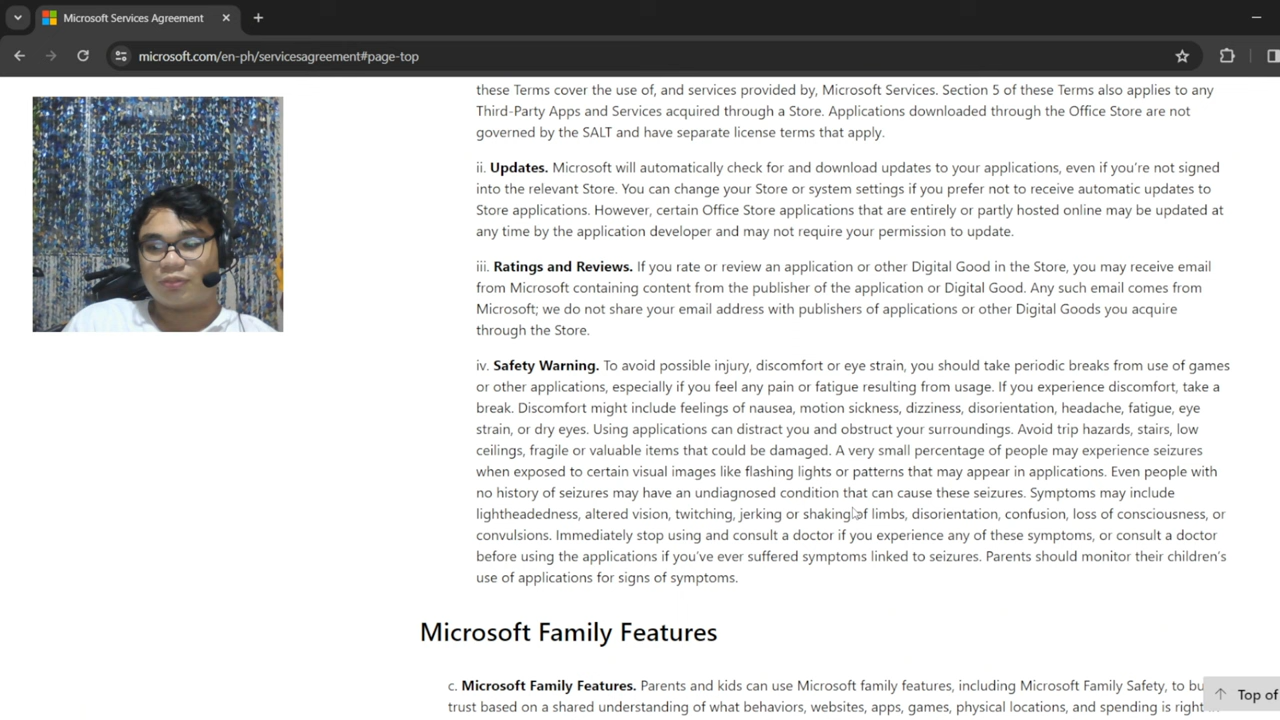 Microsoft Services Agreement
microsoft.com/en-ph/servicesagreement#page-top
these Terms cover the use of, and services provided by, Microsoft Services. Section 5 of these Terms also applies to any
Third-Party Apps and Services acquired through a Store. Applications downloaded through the Office Store are not
governed by the SALT and have separate license terms that apply.
ii. Updates. Microsoft will automatically check for and download updates to your applications, even if you're not signed
into the relevant Store. You can change your Store or system settings if you prefer not to receive automatic updates to
Store applications. However, certain Office Store applications that are entirely or partly hosted online may be updated at
any time by the application developer and may not require your permission to update.
iii. Ratings and Reviews. If you rate or review an application or other Digital Good in the Store, you may receive email
from Microsoft containing content from the publisher of the application or Digital Good. Any such email comes from
Microsoft; we do not share your email address with publishers of applications or other Digital Goods you acquire
through the Store.
iv. Safety Warning. To avoid possible injury, discomfort or eye strain, you should take periodic breaks from use of games
or other applications, especially if you feel any pain or fatigue resulting from usage. If you experience discomfort, take a
break. Discomfort might include feelings of nausea, motion sickness, dizziness, disorientation, headache, fatigue, eye
strain, or dry eyes. Using applications can distract you and obstruct your surroundings. Avoid trip hazards, stairs, low
ceilings, fragile or valuable items that could be damaged. A very small percentage of people may experience seizures
when exposed to certain visual images like flashing lights or patterns that may appear in applications. Even people with
no history of seizures may have an undiagnosed condition that can cause these seizures. Symptoms may include
lightheadedness, altered vision, twitching, jerking or shaking of limbs, disorientation, confusion, loss of consciousness, or
convulsions. Immediately stop using and consult a doctor if you experience any of these symptoms, or consult a doctor
before using the applications if you've ever suffered symptoms linked to seizures. Parents should monitor their children's
use of applications for signs of symptoms.
Microsoft Family Features
c. Microsoft Family Features. Parents and kids can use Microsoft family features, including Microsoft Family Safety, to bu
trust based on a shared understanding of what behaviors, websites, apps, games, physical locations, and spending is right
Top of